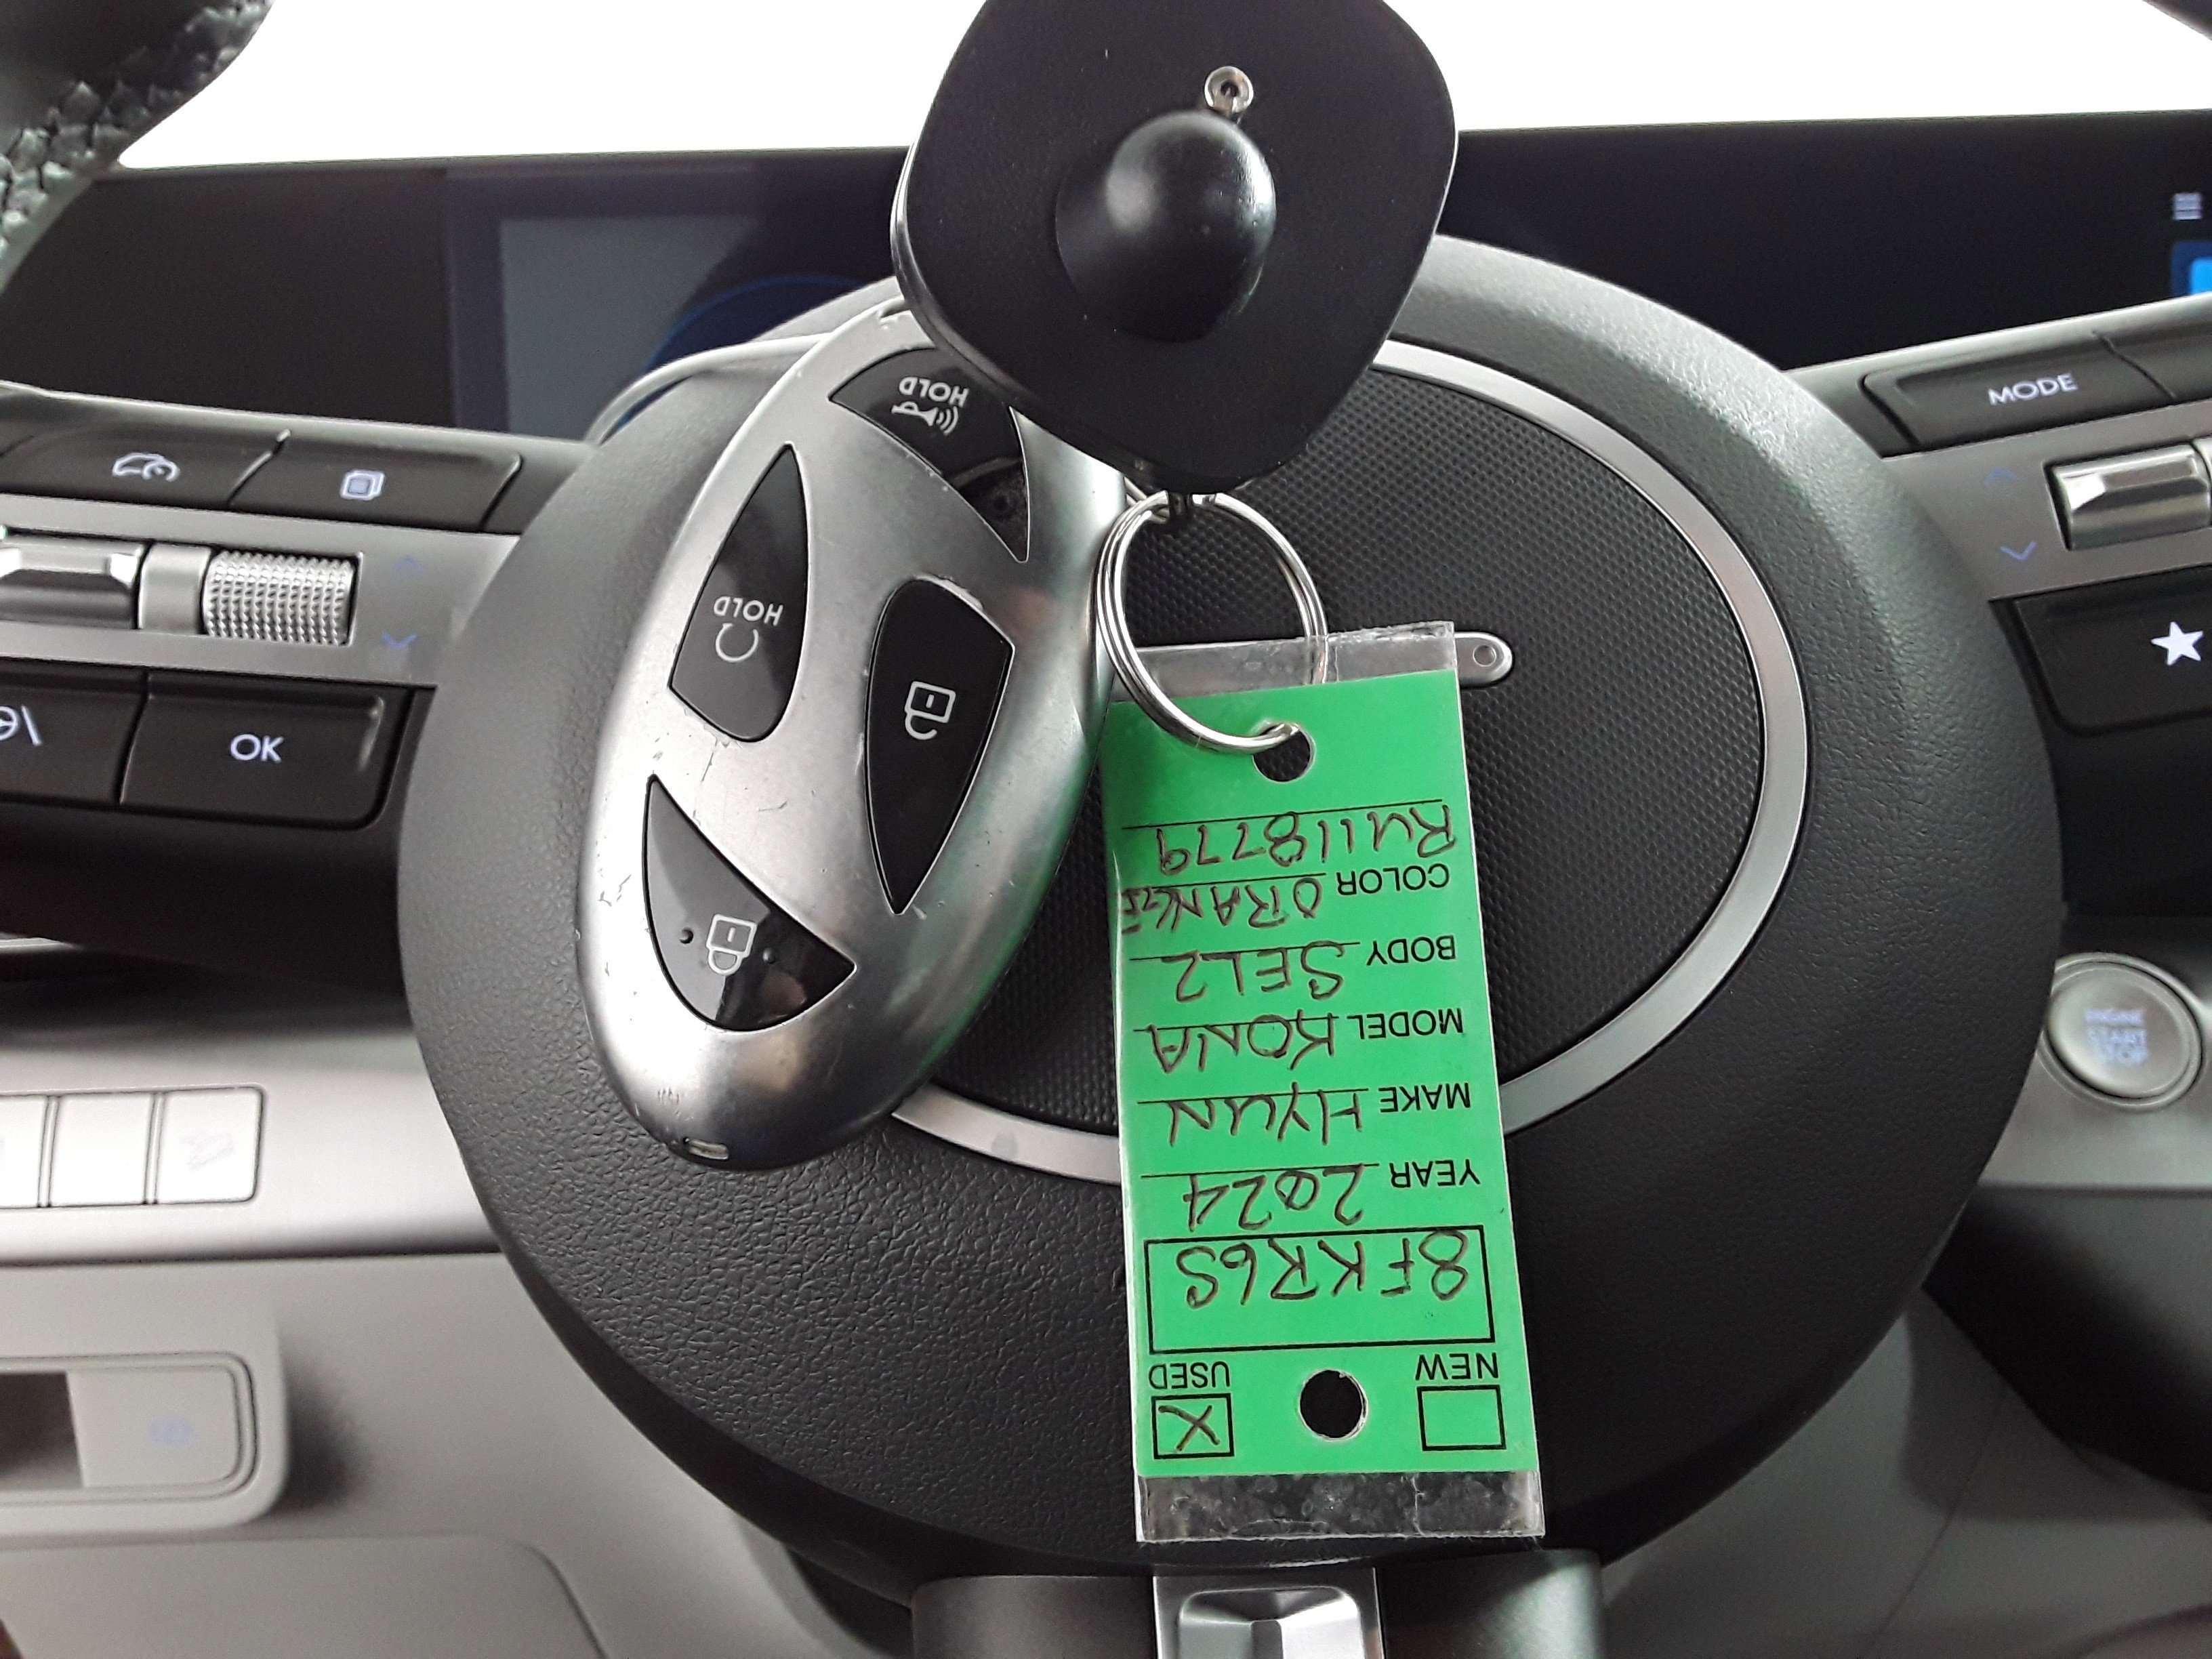 MODE
HOLD
HOLD
OK
ENGINE
START
STOP
NEW
USED
X
8FKR6S
YEAR 2024
MAKE HYUN
MODEL KONA
BODY SEL2
COLOR ORANGE
RU118779